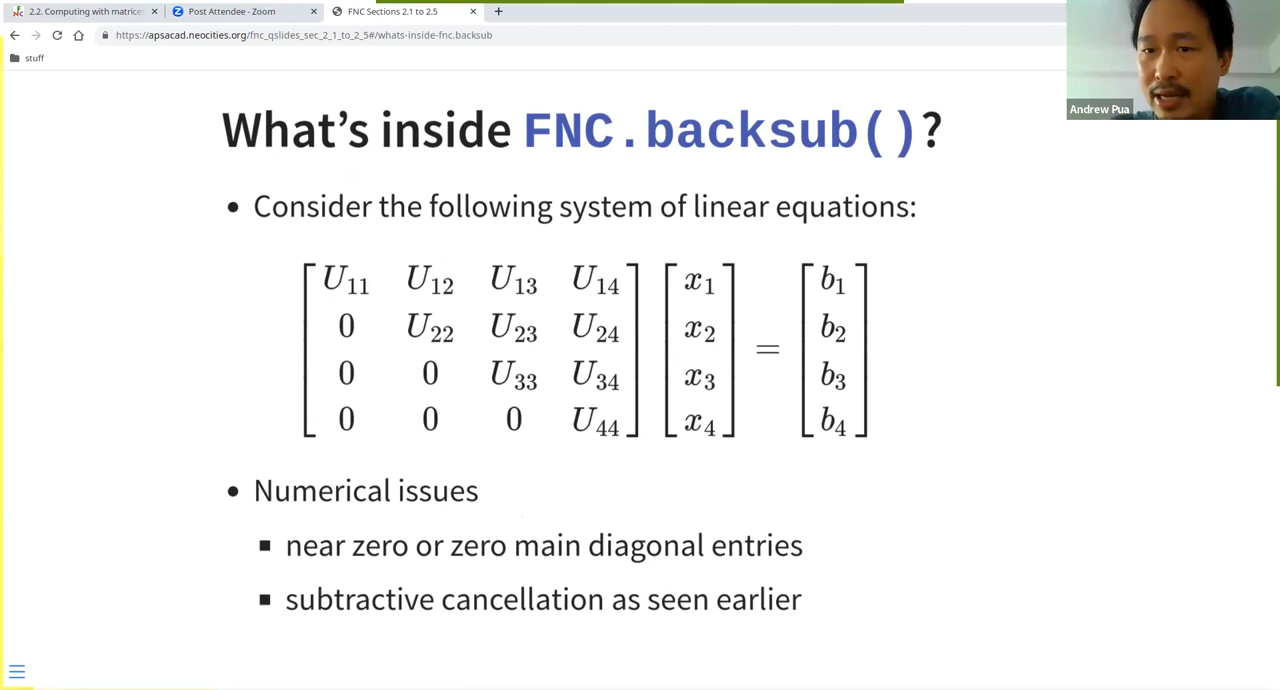 2.2. Computing with matrices
Post Attendee - Zoom
FNC Sections 2.1 to 2.5
https://apsacad.neocities.org/fnc_qslides_sec_2_1_to_2_5#/whats-inside-fnc.backsub
stuff
Andrew Pua
What's inside FNC.backsub()?
• Consider the following system of linear equations:
U11 U12 U13 U14 x1 b1
0 U22 U23 U24 x2 b2
=
0 0 U33 U34 x3 b3
0 0 0 U44 x4 b4
• Numerical issues
▪ near zero or zero main diagonal entries
▪ subtractive cancellation as seen earlier